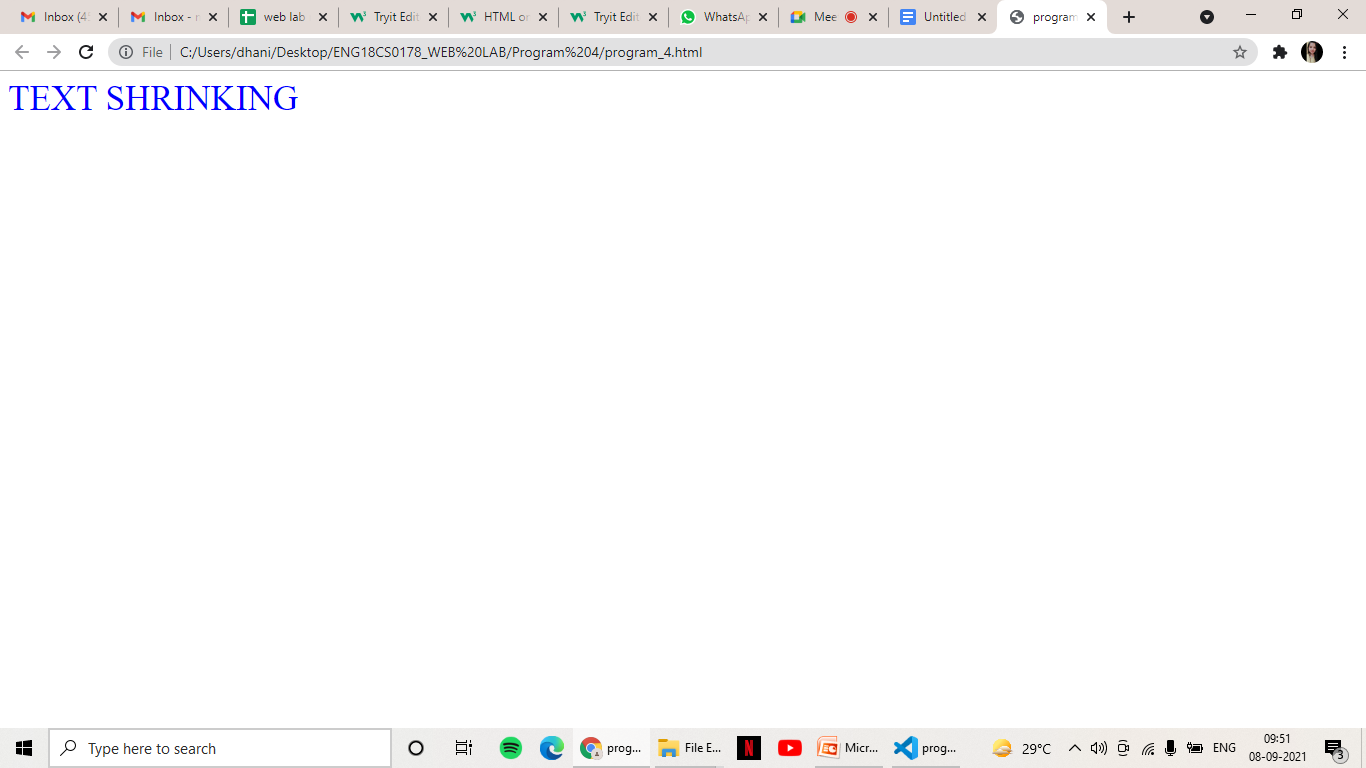 Inbox (4
Inbox -
web lab
Tryit Edit
HTML or
Tryit Edit
WhatsAp
Mee
Untitled
program
File
C:/Users/dhani/Desktop/ENG18CS0178_WEB%20LAB/Program%204/program_4.html
TEXT SHRINKING
Type here to search
prog...
File E...
Micr...
prog...
29°C
ENG
09:51
08-09-2021
3